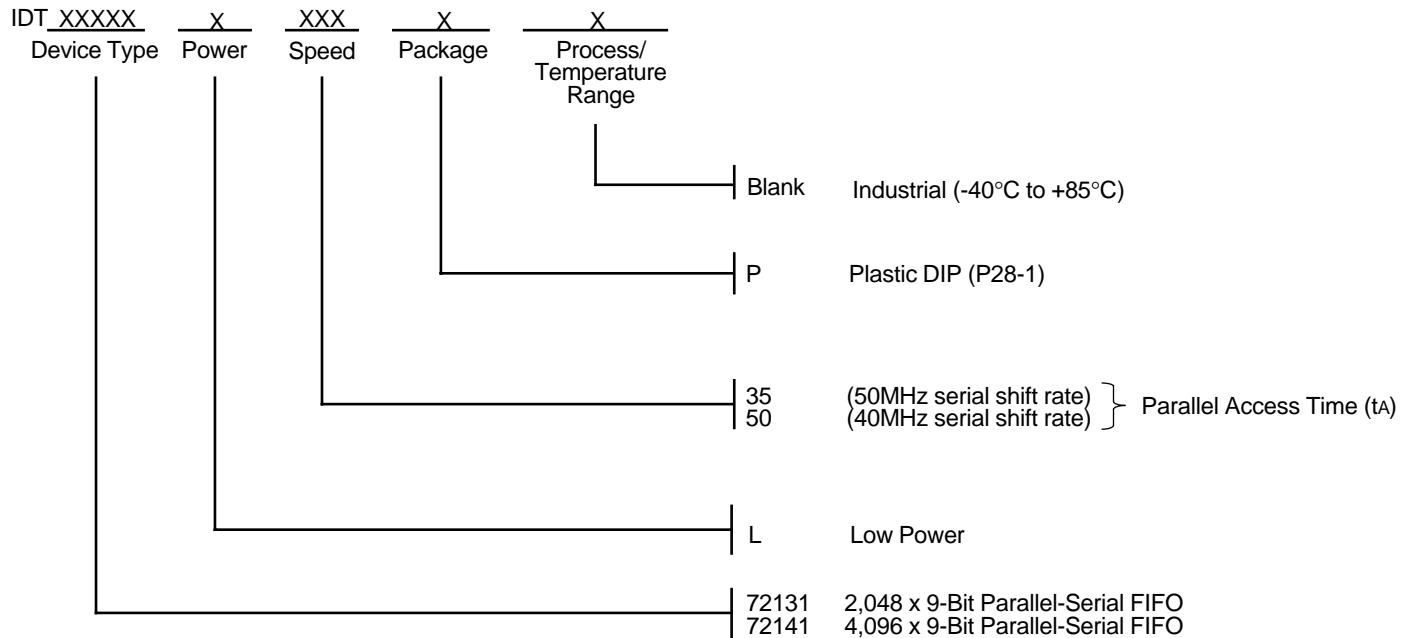 IDT XXXXX X XXX X X
Device Type Power Speed Package Process/
Temperature
Range
Blank Industrial (-40°C to +85°C)
P Plastic DIP (P28-1)
35 (50MHz serial shift rate)
50 (40MHz serial shift rate)
Parallel Access Time (tA)
L Low Power
72131 2,048 x 9-Bit Parallel-Serial FIFO
72141 4,096 x 9-Bit Parallel-Serial FIFO